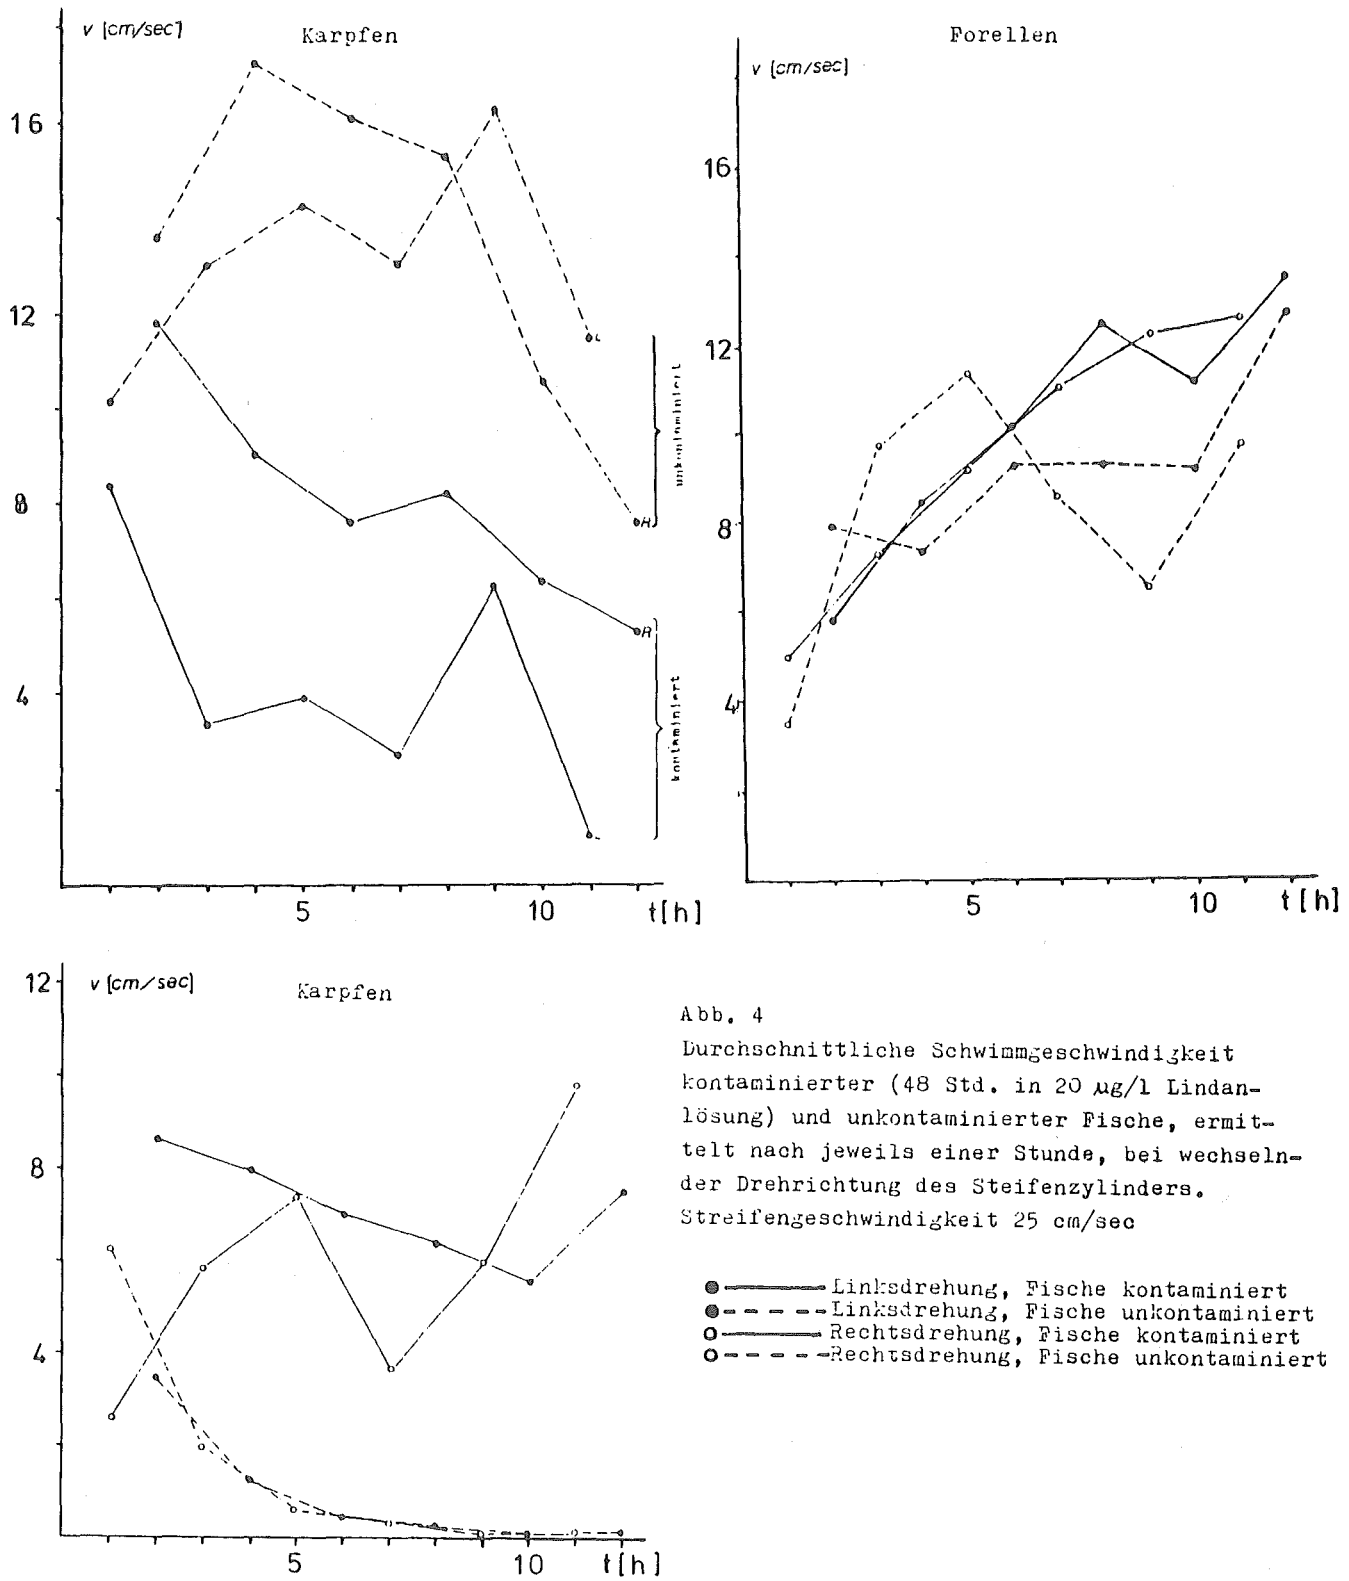 v [cm/sec]
Karpfen
16
12
8
4
unkontaminiert
R
R
kontaminiert
5
10
t[h]
Forellen
v [cm/sec]
16
12
8
4
5
10
t[h]
12
v [cm/sec]
Karpfen
8
4
5
10
t[h]
Abb. 4
Durchschnittliche Schwimmgeschwindigkeit
kontaminierter (48 Std. in 20 µg/l Lindan-
lösung) und unkontaminierter Fische, ermit-
telt nach jeweils einer Stunde, bei wechseln-
der Drehrichtung des Steifenzylinders.
Streifengeschwindigkeit 25 cm/sec
Linksdrehung, Fische kontaminiert
Linksdrehung, Fische unkontaminiert
Rechtsdrehung, Fische kontaminiert
Rechtsdrehung, Fische unkontaminiert